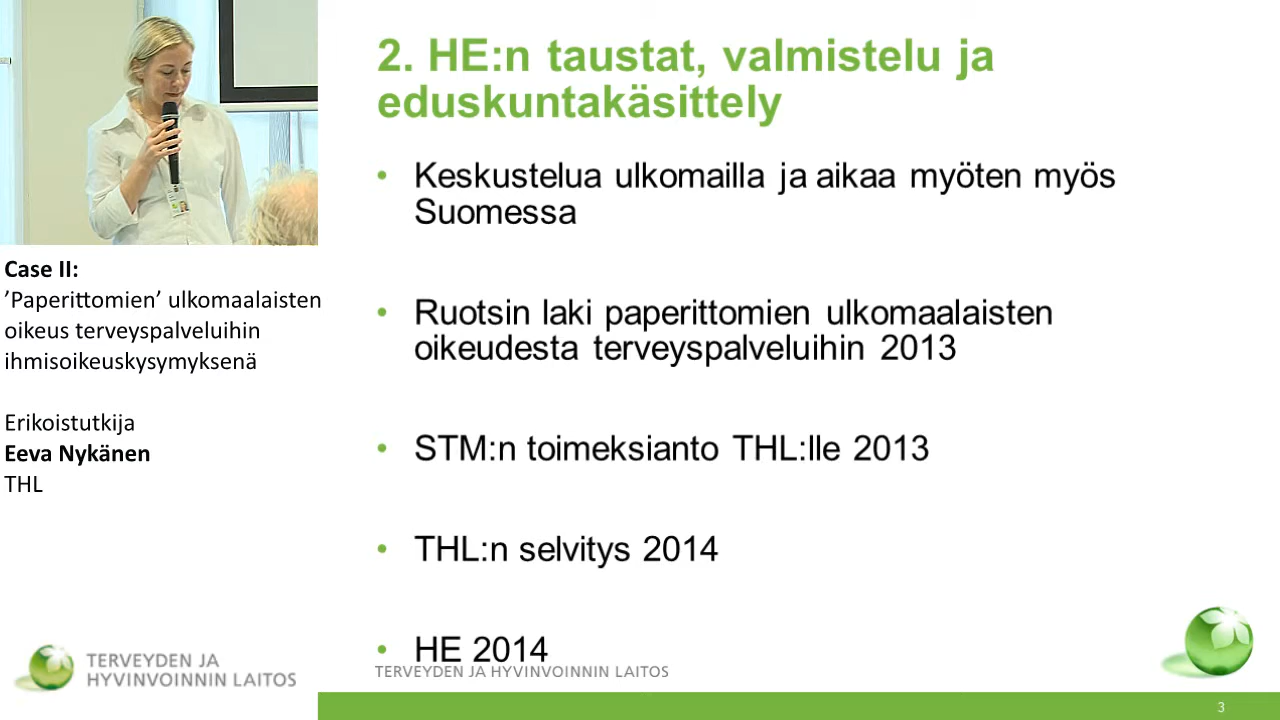 2. HE:n taustat, valmistelu ja
eduskuntakäsittely
• Keskustelua ulkomailla ja aikaa myöten myös
Suomessa
• Ruotsin laki paperittomien ulkomaalaisten
oikeudesta terveyspalveluihin 2013
• STM:n toimeksianto THL:lle 2013
• THL:n selvitys 2014
• HE 2014
TERVEYDEN JA HYVINVOINNIN LAITOS
3
Case II:
’Paperittomien’ ulkomaalaisten
oikeus terveyspalveluihin
ihmisoikeuskysymyksenä
Erikoistutkija
Eeva Nykänen
THL
TERVEYDEN JA
HYVINVOINNIN LAITOS